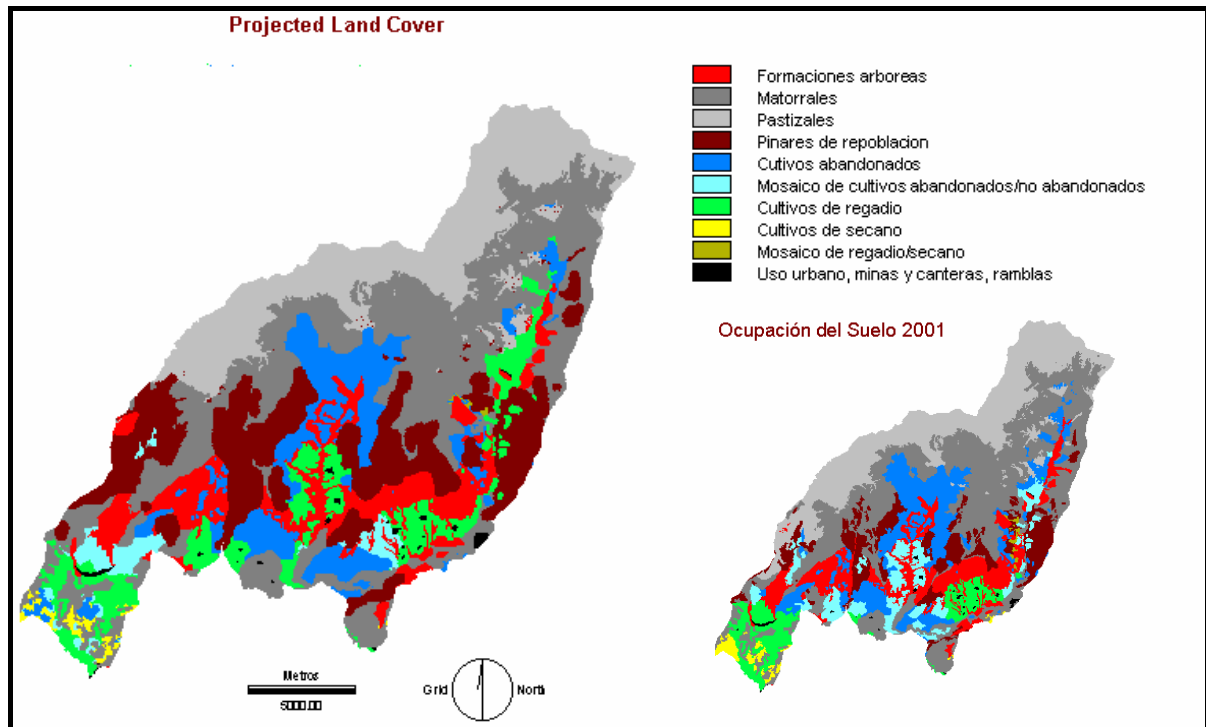 Projected Land Cover
Formaciones arboreas
Matorrales
Pastizales
Pinares de repoblacion
Cutivos abandonados
Mosaico de cultivos abandonados/no abandonados
Cultivos de regadio
Cultivos de secano
Mosaico de regadio/secano
Uso urbano, minas y canteras, ramblas
Ocupación del Suelo 2001
Metros
5000.00
Grid North